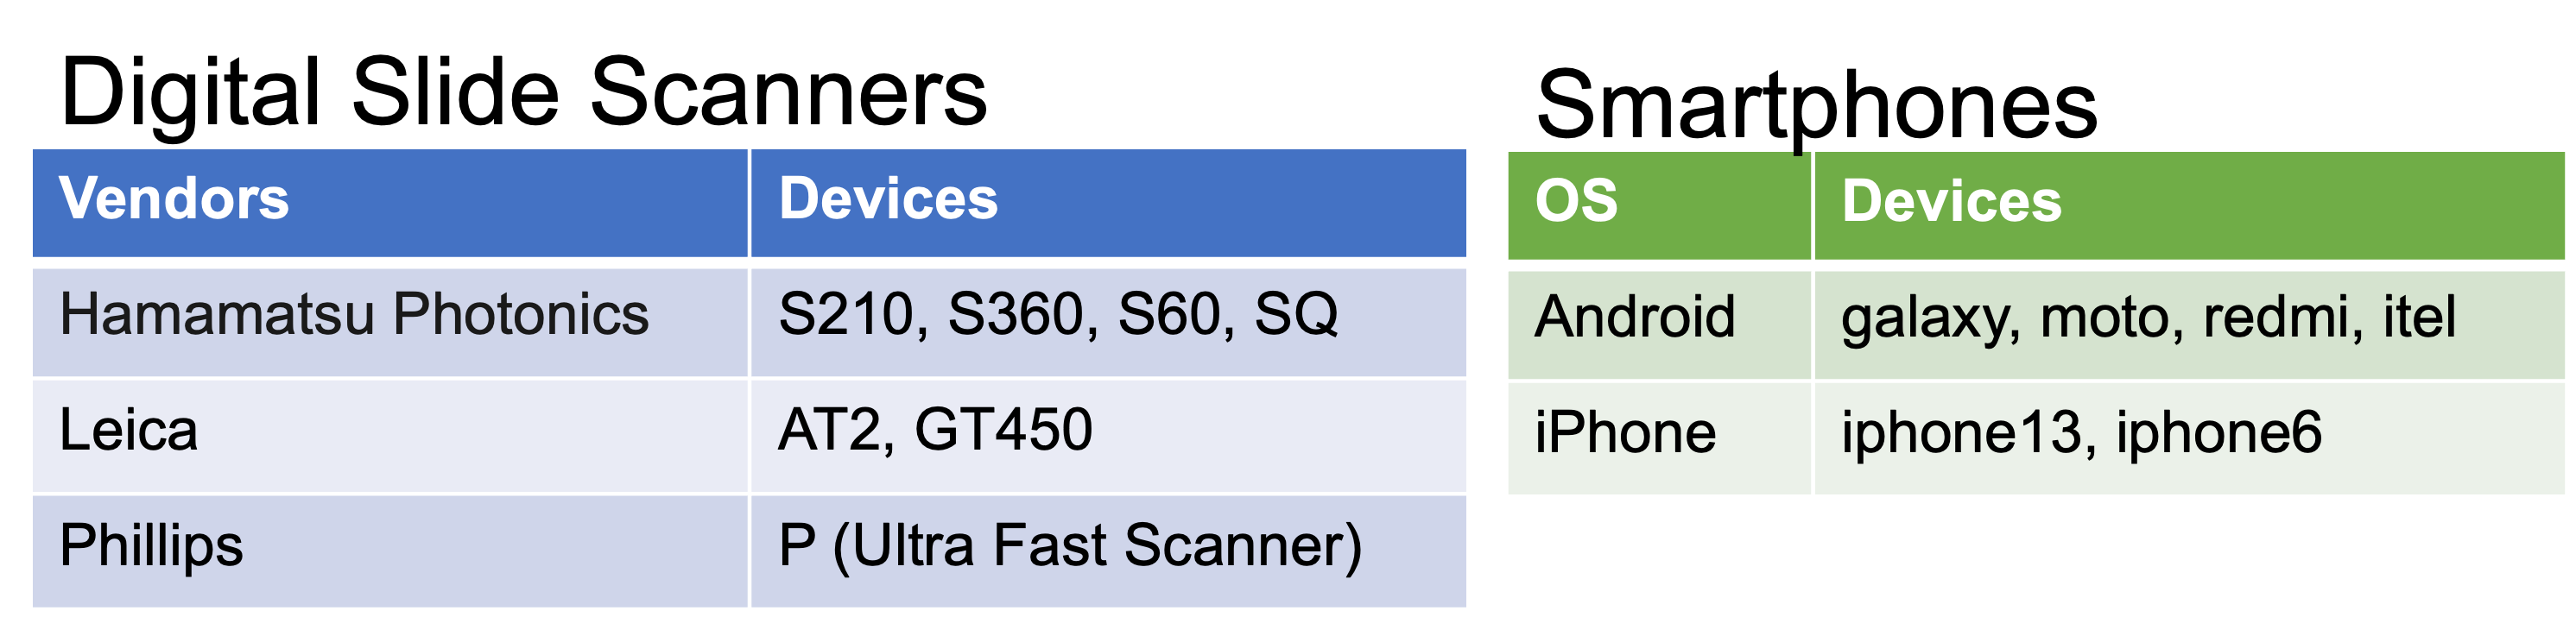 Digital Slide Scanners
Vendors Devices
Hamamatsu Photonics S210, S360, S60, SQ
Leica AT2, GT450
Phillips P (Ultra Fast Scanner)
Smartphones
OS Devices
Android galaxy, moto, redmi, itel
iPhone iphone13, iphone6